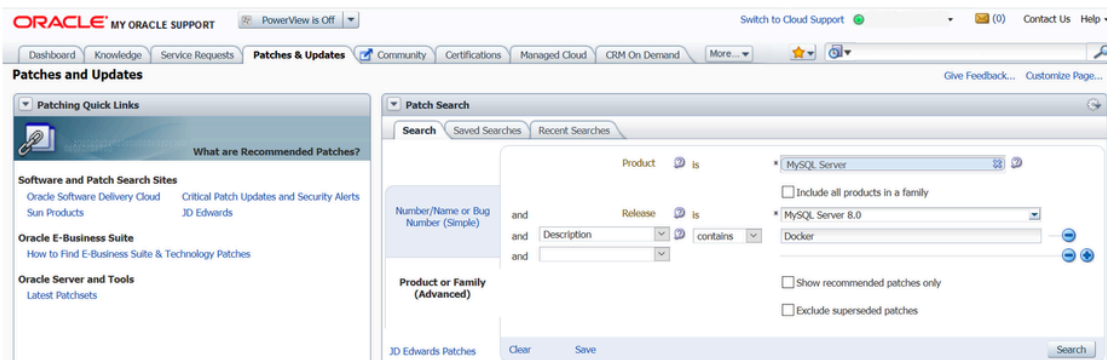 ORACLE MY ORACLE SUPPORT PowerView is Off Switch to Cloud Support (0) Contact Us Help
Dashboard Knowledge Service Requests Patches & Updates Community Certifications Managed Cloud CRM On Demand More...
Patches and Updates Give Feedback... Customize Page...
Patching Quick Links
What are Recommended Patches?
Software and Patch Search Sites
Oracle Software Delivery Cloud Critical Patch Updates and Security Alerts
Sun Products JD Edwards
Oracle E-Business Suite
How to Find E-Business Suite & Technology Patches
Oracle Server and Tools
Latest Patchsets
Patch Search
Search Saved Searches Recent Searches
Number/Name or Bug
Number (Simple)
Product or Family
(Advanced)
JD Edwards Patches
Product is * MySQL Server
Include all products in a family
and Release is * MySQL Server 8.0
and Description contains Docker
and
Show recommended patches only
Exclude superseded patches
Clear Save Search